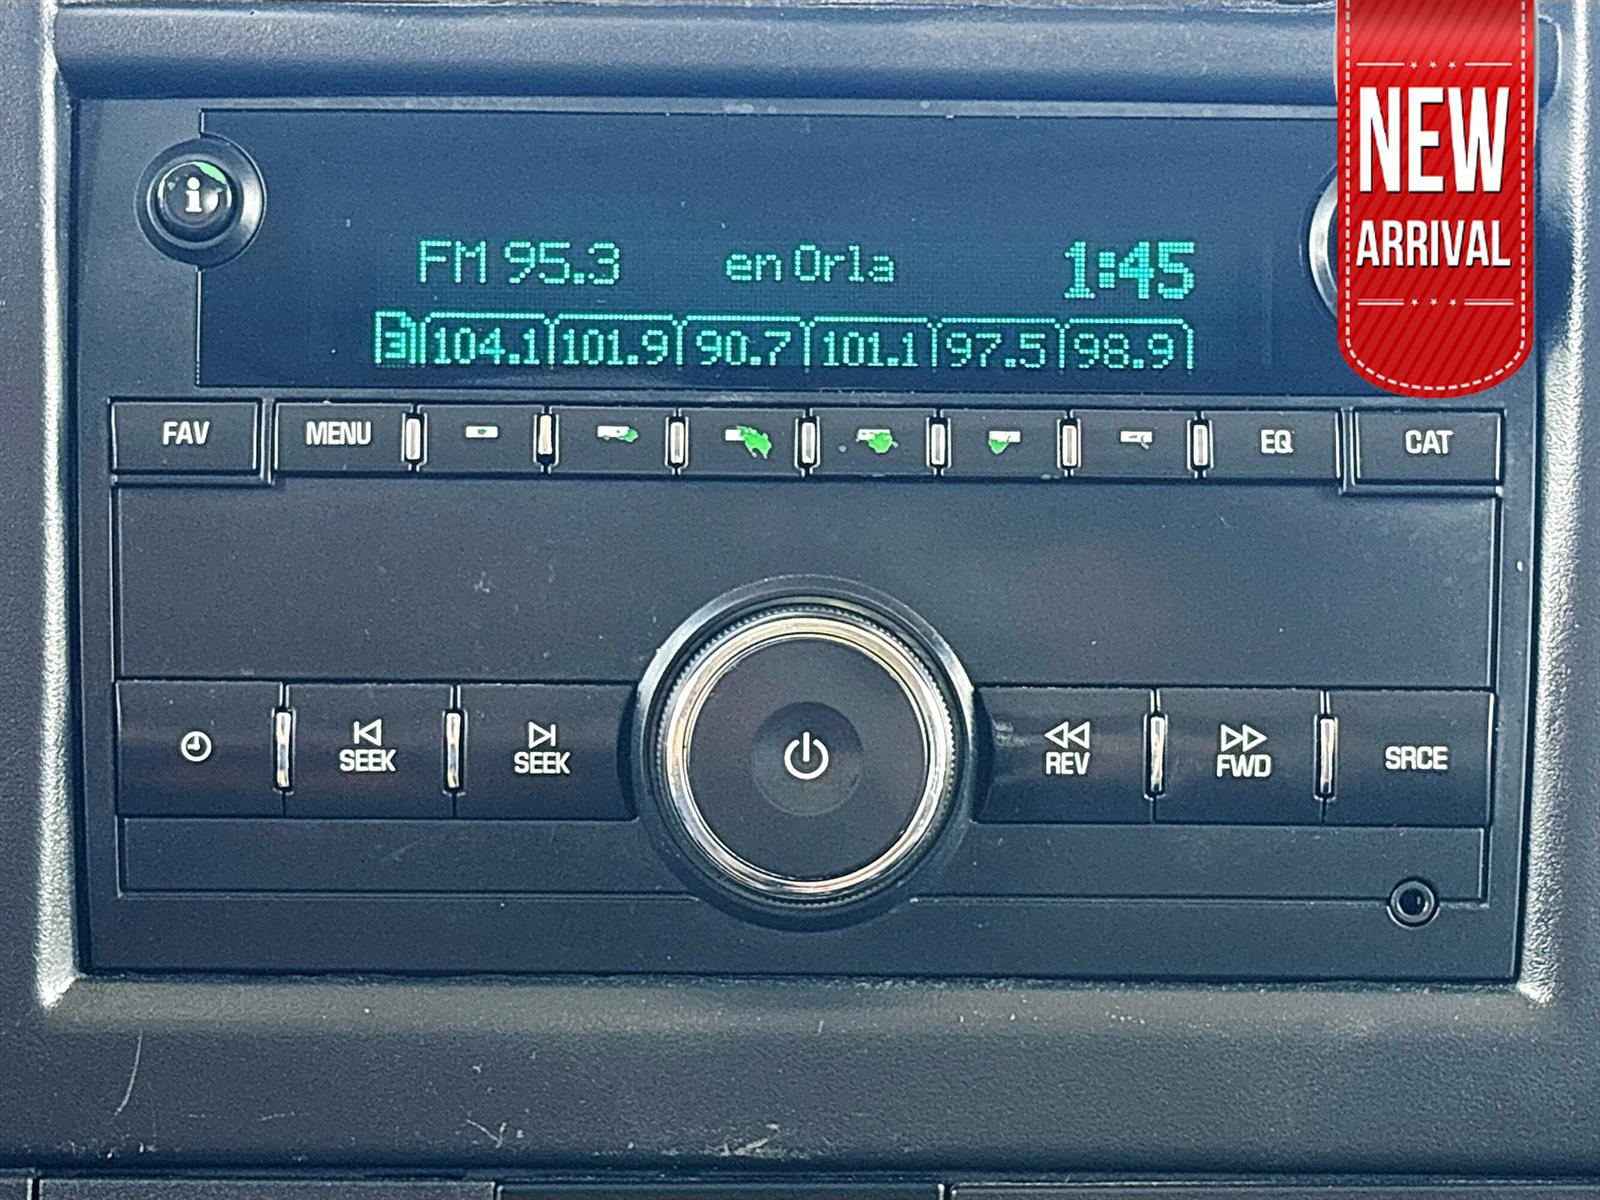 NEW
ARRIVAL
i
FM 95.3 en Orla 1:45
3 104.1 101.9 90.7 101.1 97.5 98.9
FAV MENU EQ CAT
SEEK SEEK REV FWD SRCE